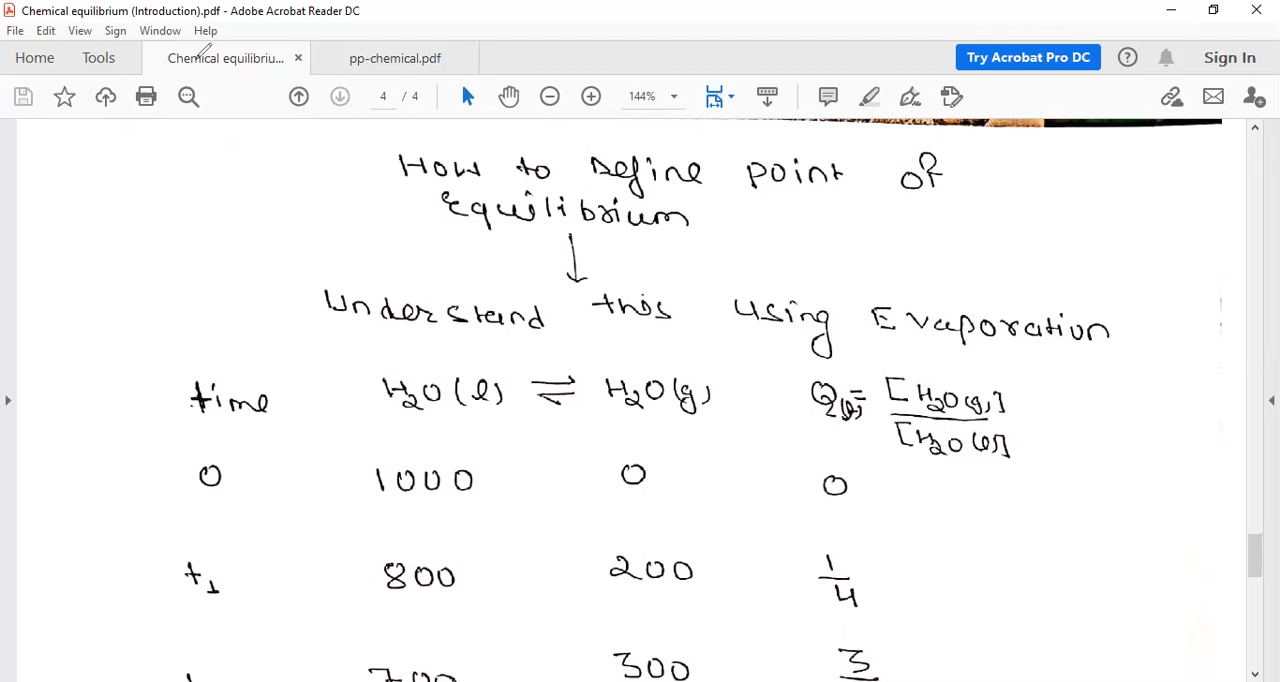 Chemical equilibrium (Introduction).pdf - Adobe Acrobat Reader DC
File Edit View Sign Window Help
Home Tools Chemical equilibriu... × pp-chemical.pdf Try Acrobat Pro DC Sign In
4 / 4 144%
How to Define point of
Equilibrium
Understand this using Evaporation
time H₂O(l) ⇌ H₂O(g) Q = [H₂O(g)]
[H₂O(l)]
0 1000 0 0
t₁ 800 200 1/4
700 300 3